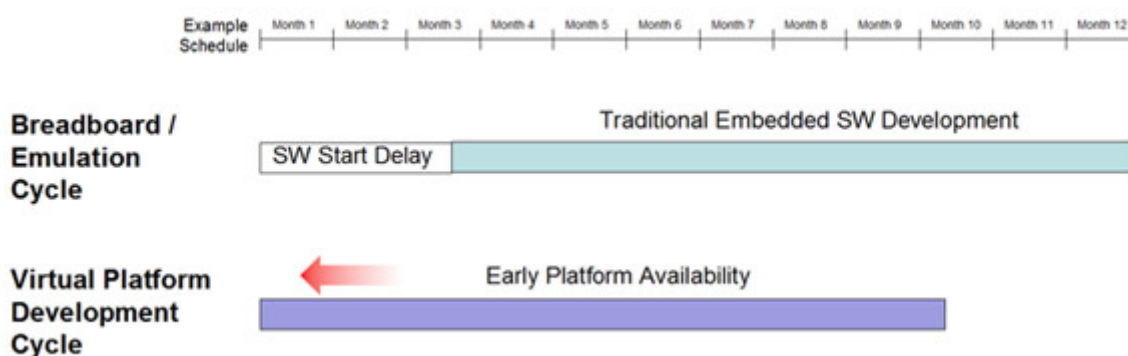 Example Schedule
Month 1 Month 2 Month 3 Month 4 Month 5 Month 6 Month 7 Month 8 Month 9 Month 10 Month 11 Month 12
Breadboard /
Emulation
Cycle
Traditional Embedded SW Development
SW Start Delay
Virtual Platform
Development
Cycle
Early Platform Availability